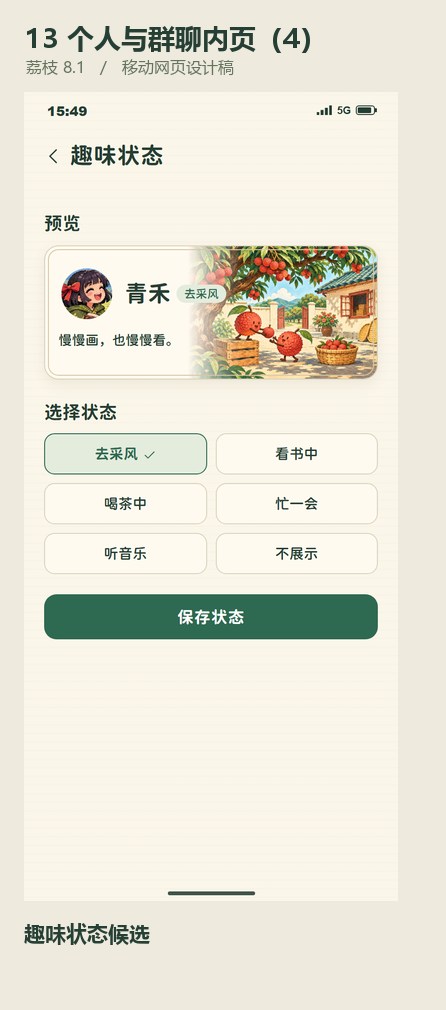 13 个人与群聊内页（4）
荔枝 8.1 / 移动网页设计稿
15:49 5G
趣味状态
预览
青禾 去采风
慢慢画，也慢慢看。
选择状态
去采风 看书中
喝茶中 忙一会
听音乐 不展示
保存状态
趣味状态候选